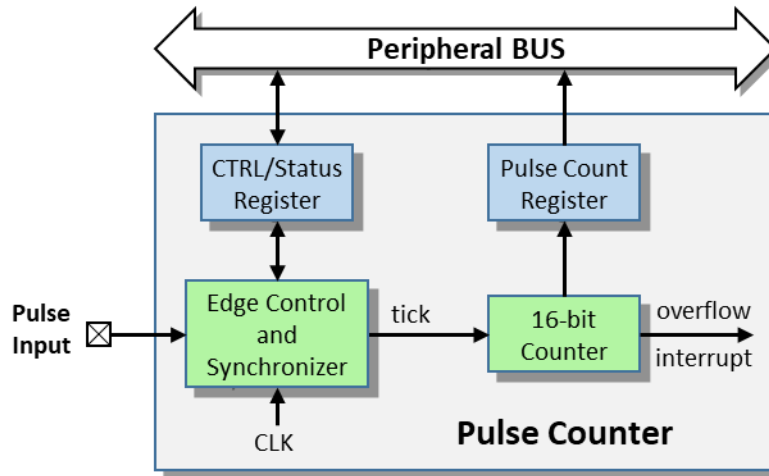 Peripheral BUS
CTRL/Status
Register
Pulse Count
Register
Pulse
Input
Edge Control
and
Synchronizer
tick
16-bit
Counter
overflow
interrupt
CLK
Pulse Counter